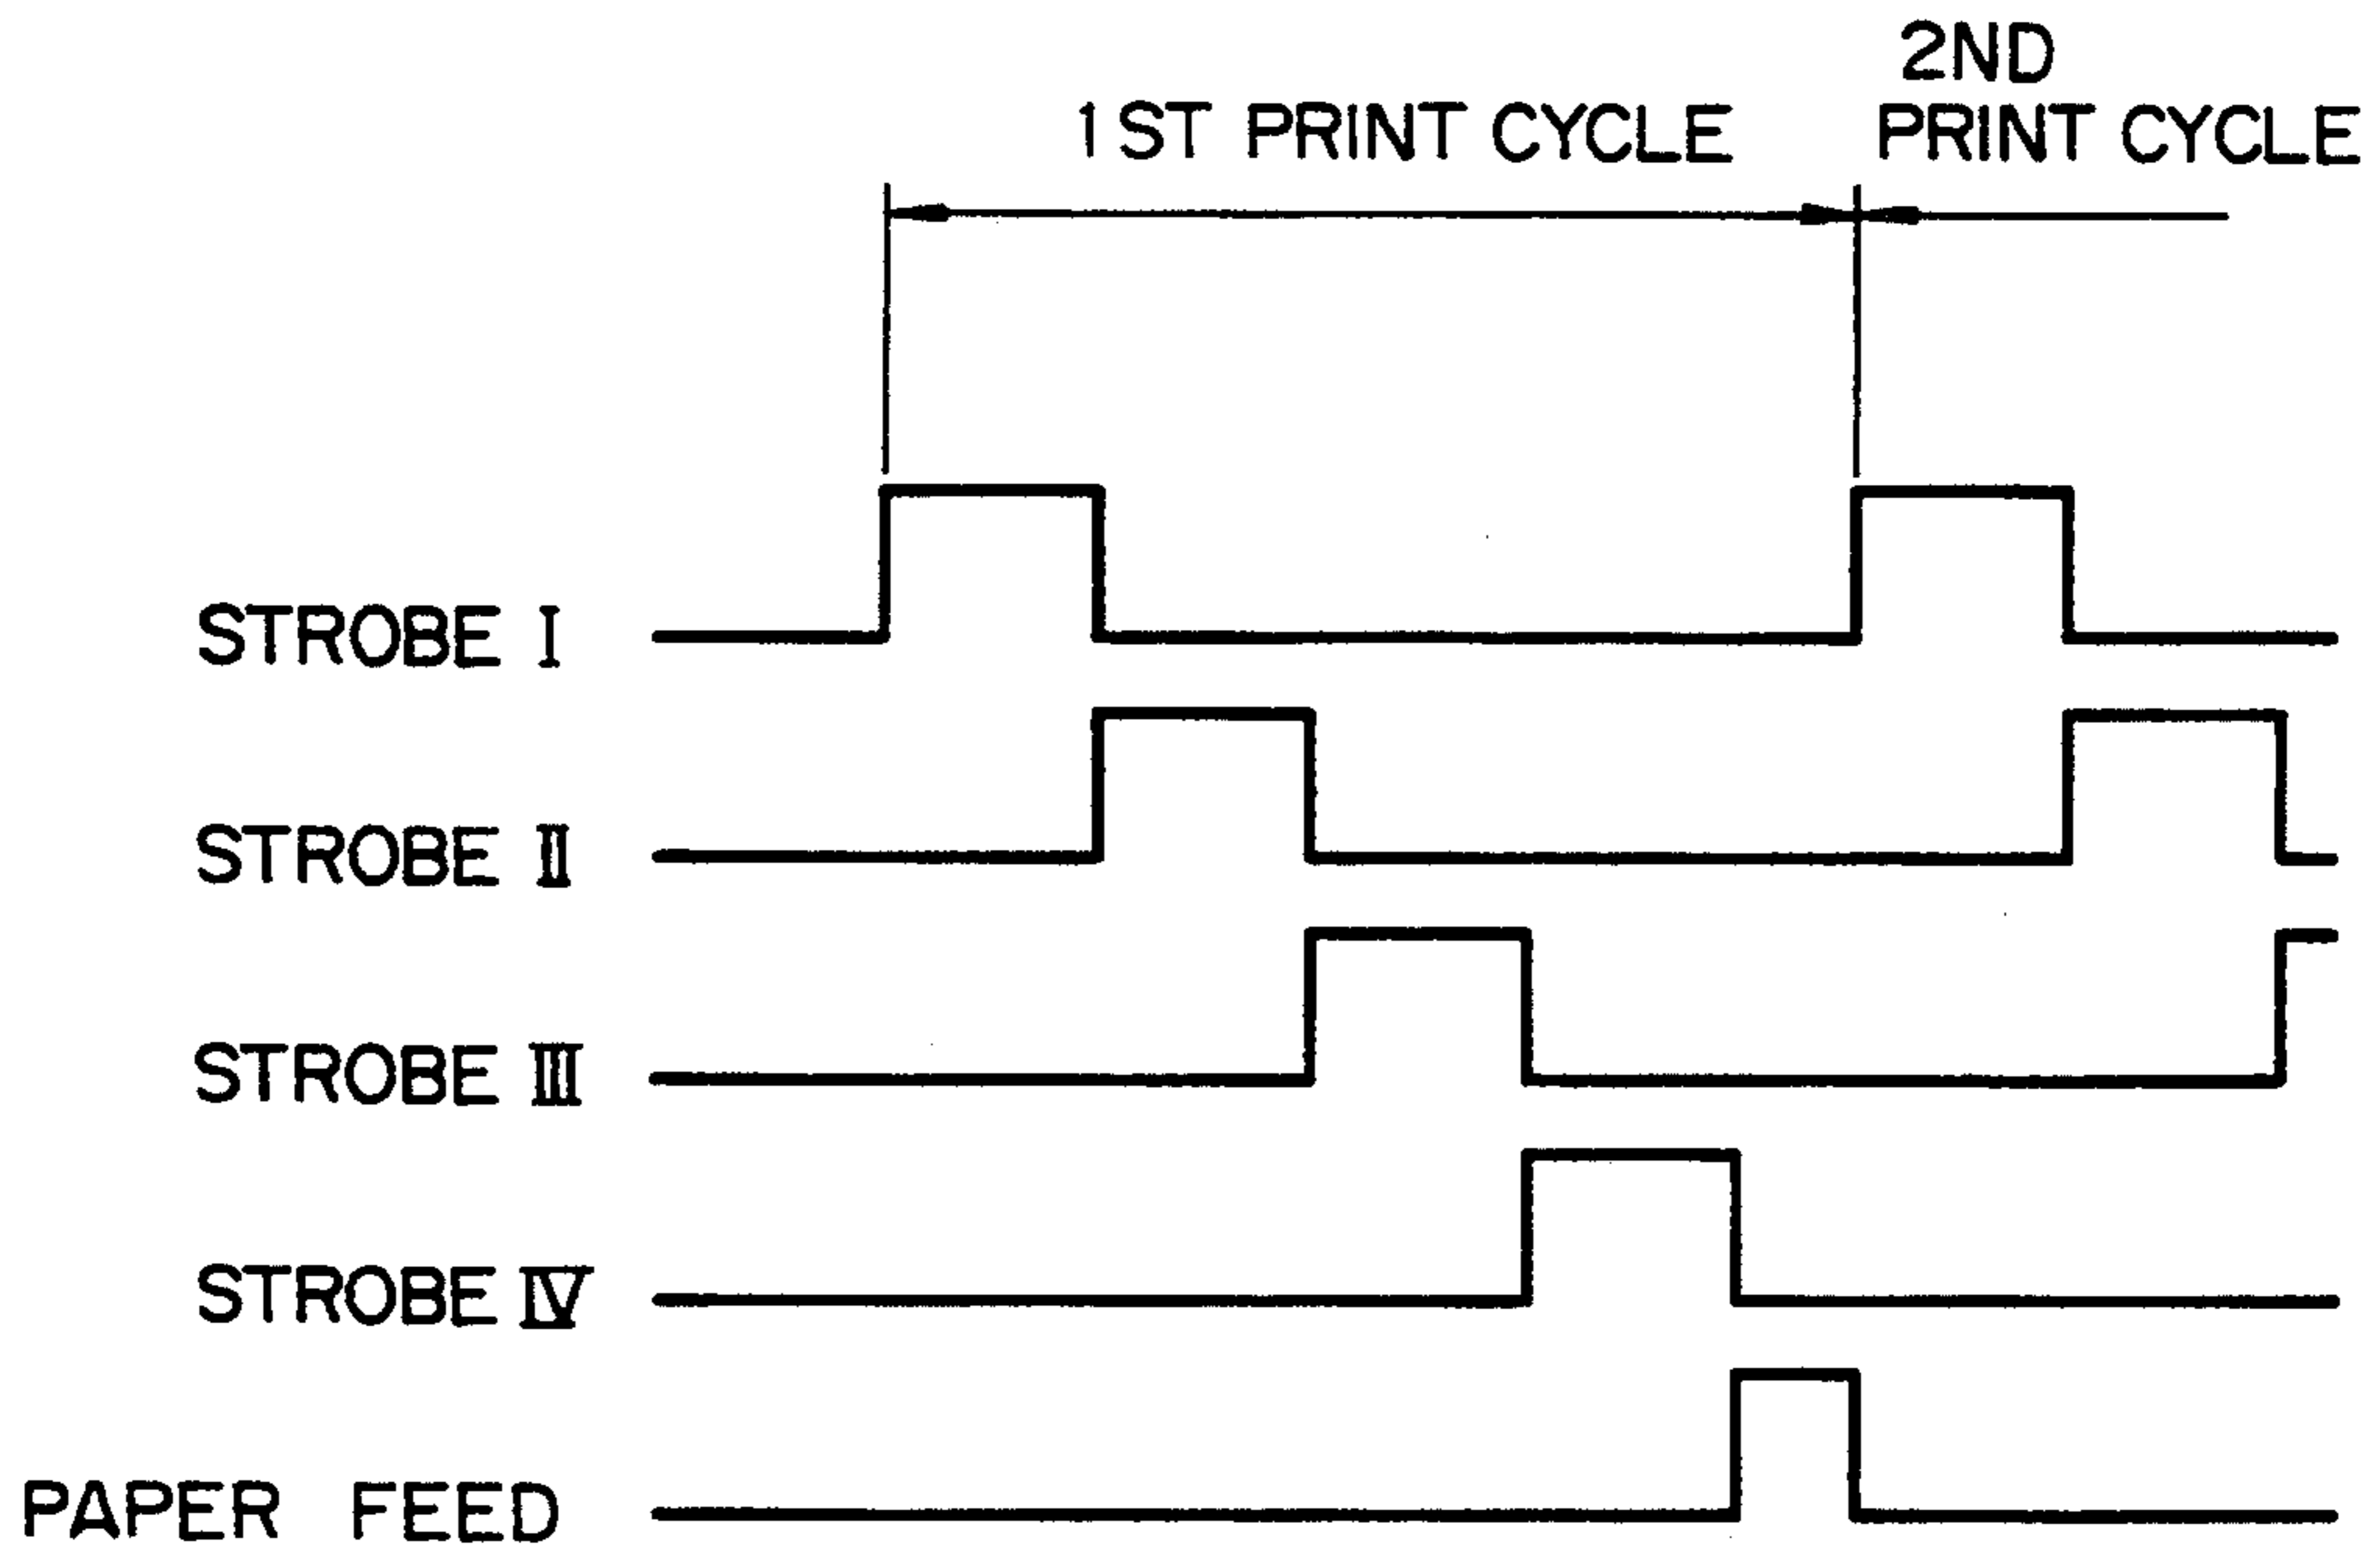 2ND
1ST PRINT CYCLE PRINT CYCLE
STROBE I
STROBE II
STROBE III
STROBE IV
PAPER FEED